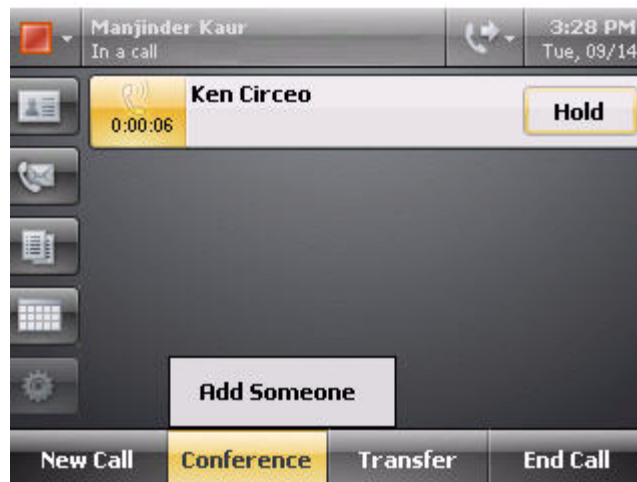 Manjinder Kaur
In a call
3:28 PM
Tue, 09/14
0:00:06
Ken Circeo
Hold
Add Someone
New Call
Conference
Transfer
End Call